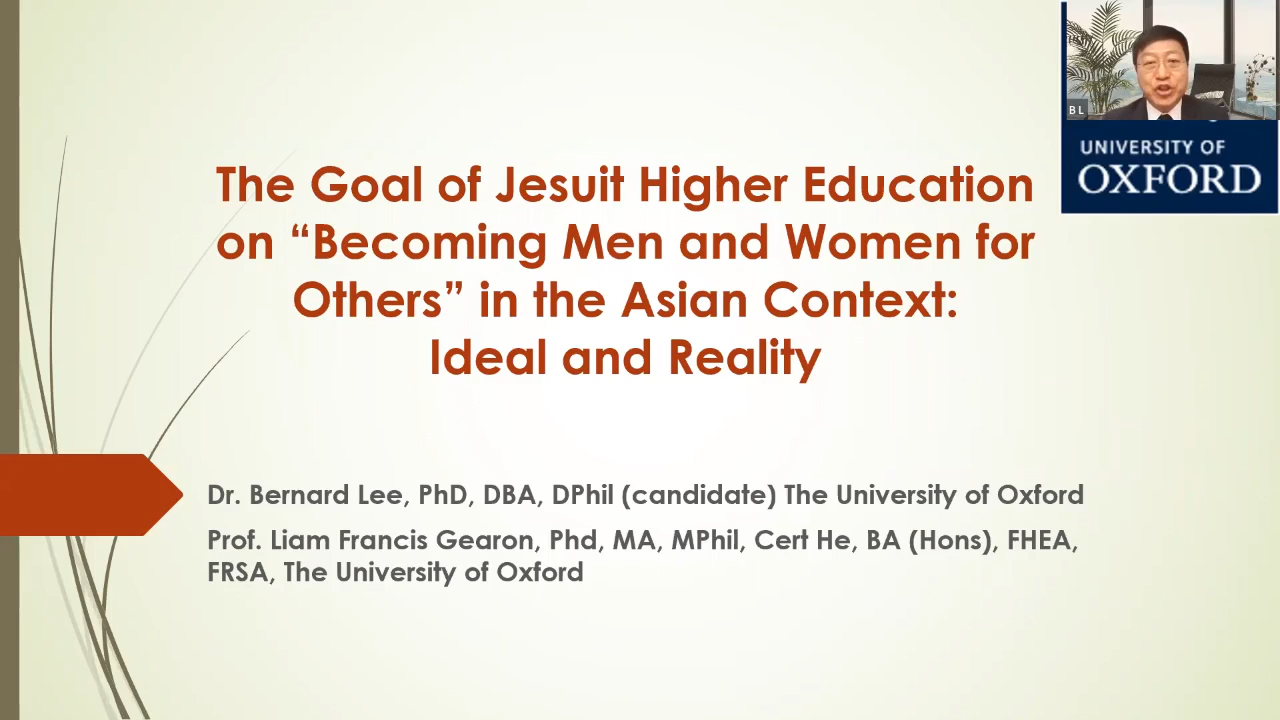 BL
UNIVERSITY OF
OXFORD
The Goal of Jesuit Higher Education
on “Becoming Men and Women for
Others” in the Asian Context:
Ideal and Reality
Dr. Bernard Lee, PhD, DBA, DPhil (candidate) The University of Oxford
Prof. Liam Francis Gearon, Phd, MA, MPhil, Cert He, BA (Hons), FHEA,
FRSA, The University of Oxford